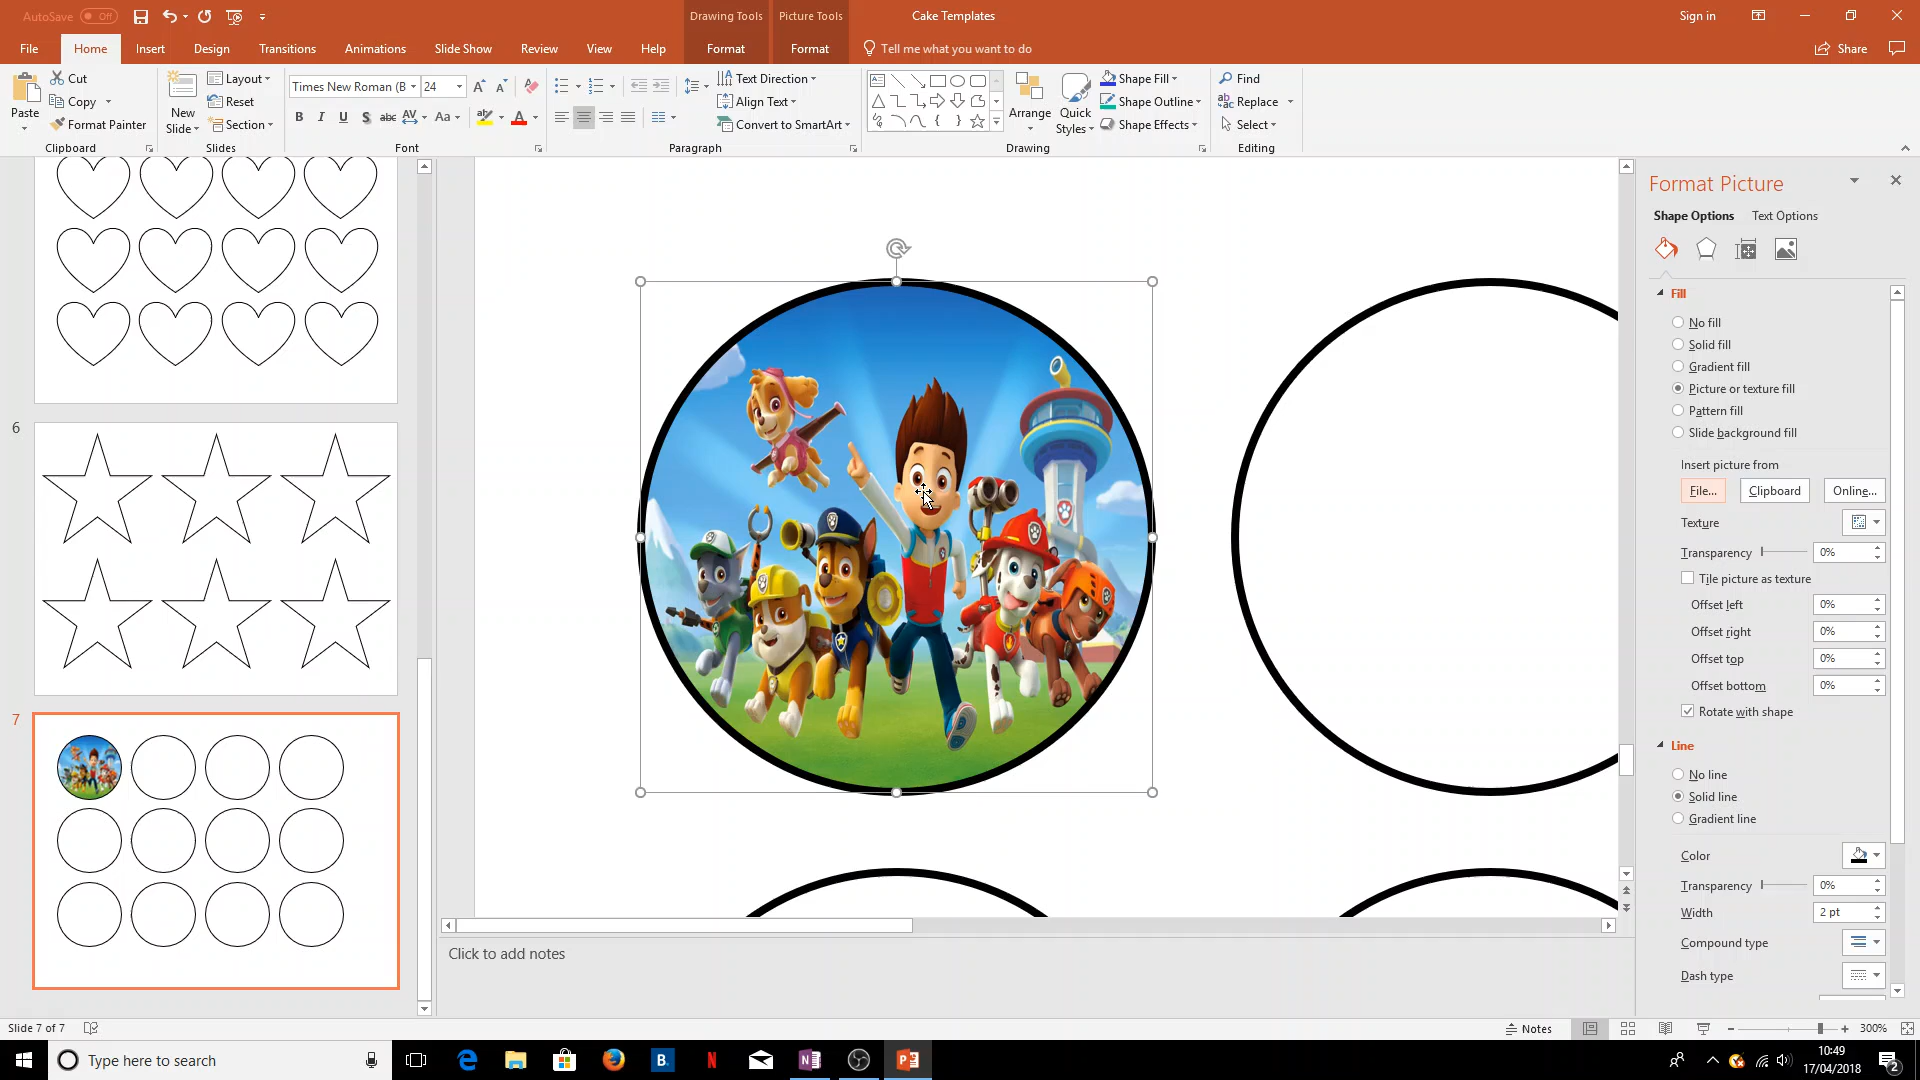 AutoSave Off
Drawing Tools Picture Tools
Cake Templates
Sign in
File Home Insert Design Transitions Animations Slide Show Review View Help Format Format Tell me what you want to do
Share
Paste
Cut
Copy
Format Painter
Clipboard
New Slide
Layout
Reset
Section
Slides
Times New Roman (B 24
B I U S abc AV Aa A
Font
Text Direction
Align Text
Convert to SmartArt
Paragraph
Arrange
Quick Styles
Shape Fill
Shape Outline
Shape Effects
Drawing
Find
Replace
Select
Editing
6
7
Click to add notes
Format Picture
Shape Options Text Options
Fill
No fill
Solid fill
Gradient fill
Picture or texture fill
Pattern fill
Slide background fill
Insert picture from
File... Clipboard Online...
Texture
Transparency 0%
Tile picture as texture
Offset left 0%
Offset right 0%
Offset top 0%
Offset bottom 0%
Rotate with shape
Line
No line
Solid line
Gradient line
Color
Transparency 0%
Width 2 pt
Compound type
Dash type
Slide 7 of 7
Notes
300%
Type here to search
10:49
17/04/2018
2